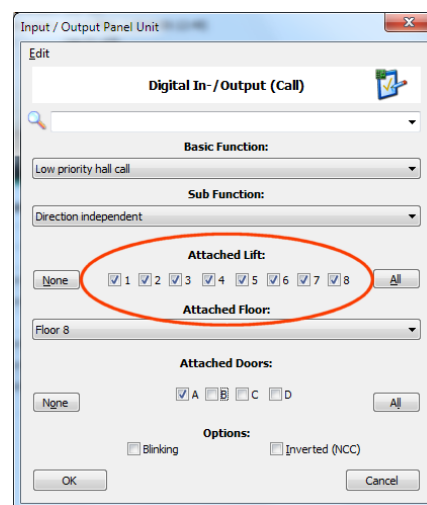 Input / Output Panel Unit
Edit
Digital In-/Output (Call)
Basic Function:
Low priority hall call
Sub Function:
Direction independent
Attached Lift:
None 1 2 3 4 5 6 7 8 All
Attached Floor:
Floor 8
Attached Doors:
None A B C D All
Options:
Blinking Inverted (NCC)
OK Cancel